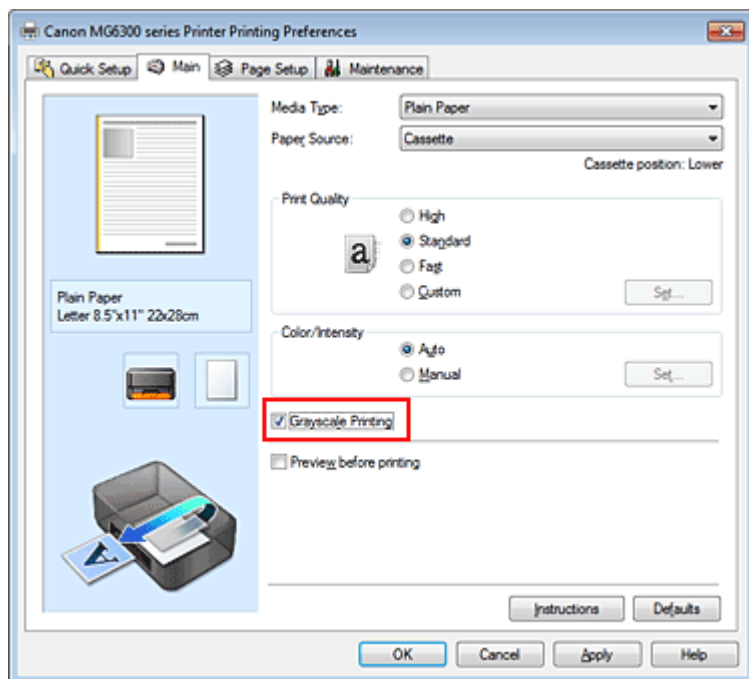 Canon MG6300 series Printer Printing Preferences
Quick Setup Main Page Setup Maintenance
Media Type: Plain Paper
Paper Source: Cassette
Cassette position: Lower
Print Quality
High
a Standard
Fast
Custom Set...
Plain Paper
Letter 8.5"x11" 22x28cm
Color/Intensity
Auto
Manual Set...
Grayscale Printing
Preview before printing
A
Instructions Defaults
OK Cancel Apply Help